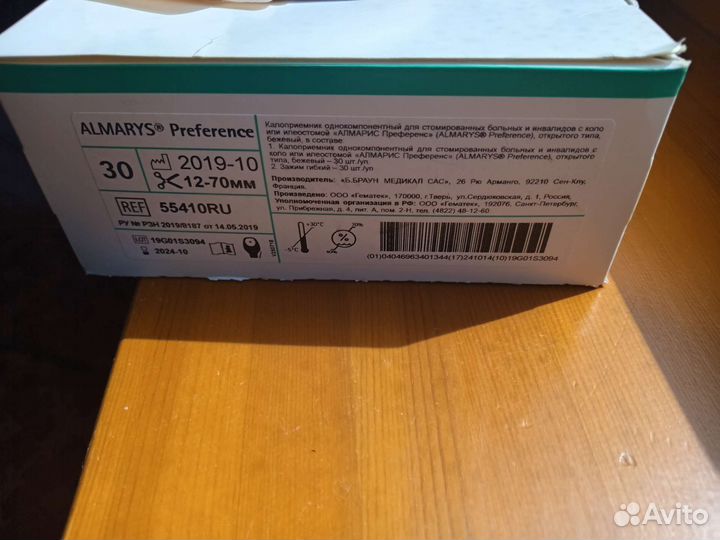 ALMARYS® Preference
30
2019-10
12-70мм
REF 55410RU
РУ № РЗН 2019/8187 от 14.05.2019
LOT 19G01S3094
2024-10
Калоприемник однокомпонентный для стомированных больных и инвалидов с коло
или илеостомой «АЛМАРИС Преференс» (ALMARYS® Preference), открытого типа,
бежевый, в составе:
1. Калоприемник однокомпонентный для стомированных больных и инвалидов с
коло или илеостомой «АЛМАРИС Преференс» (ALMARYS® Preference), открытого
типа, бежевый – 30 шт./уп
2. Зажим гибкий – 30 шт./уп
Производитель: «Б.БРАУН МЕДИКАЛ САС», 26 Рю Арманго, 92210 Сен-Клу,
Франция.
Произведено: ООО «Гематек», 170000, г.Тверь, ул.Сердюковская, д.1, Россия,
Уполномоченная организация в РФ: ООО «Гематек», 192076, Санкт-Петербург,
ул. Прибрежная, д. 4, лит А, пом. 2-Н, тел. (4822) 48-12-60
+30°C
-5°C
(01)04046963401344(17)241014(10)19G01S3094
Avito